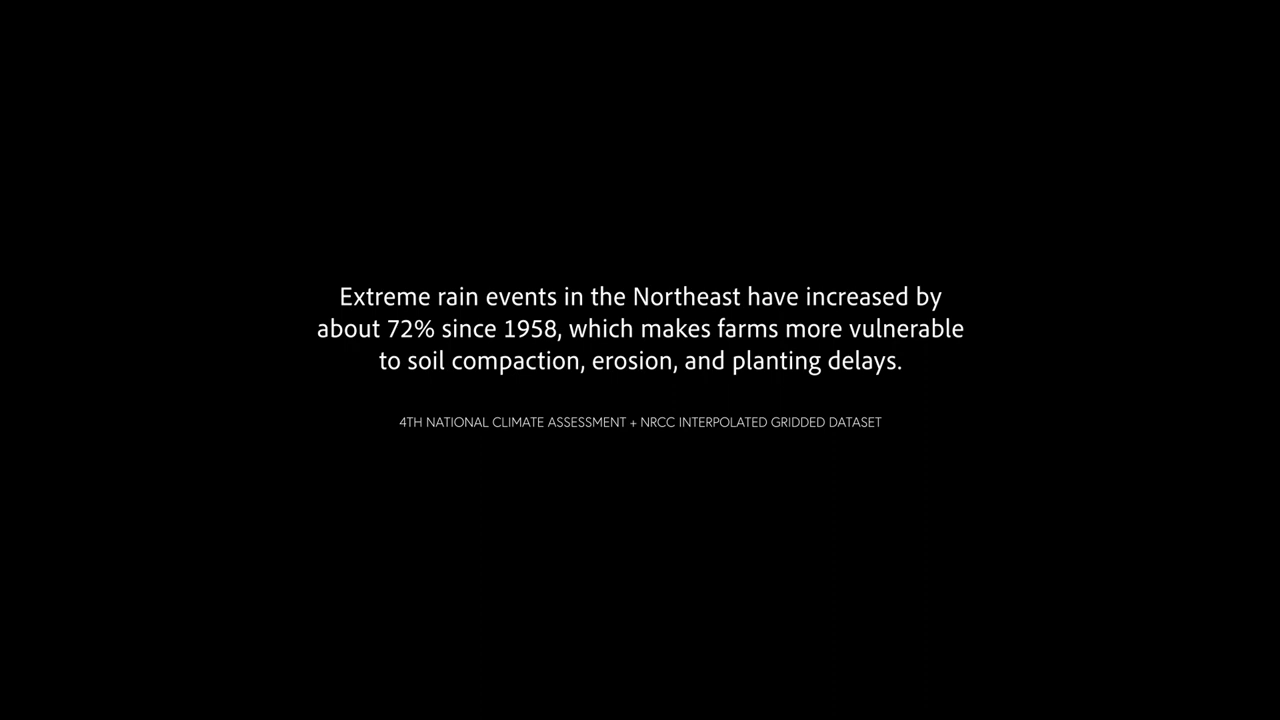 Extreme rain events in the Northeast have increased by
about 72% since 1958, which makes farms more vulnerable
to soil compaction, erosion, and planting delays.
4TH NATIONAL CLIMATE ASSESSMENT + NRCC INTERPOLATED GRIDDED DATASET